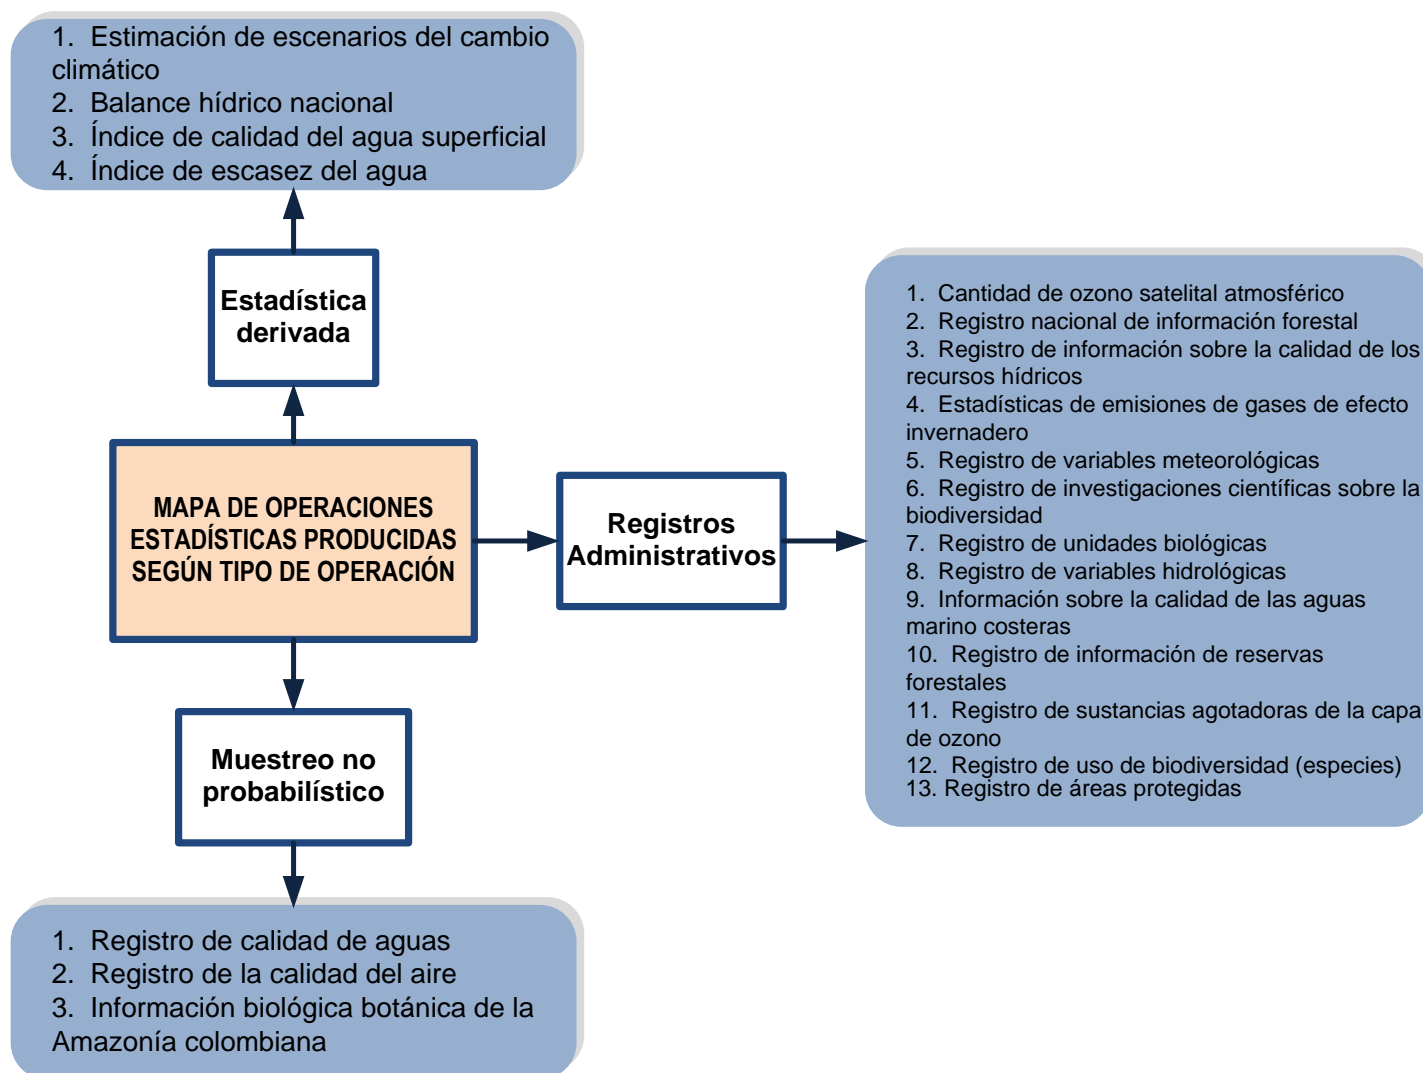 1. Estimación de escenarios del cambio
climático
2. Balance hídrico nacional
3. Índice de calidad del agua superficial
4. Índice de escasez del agua
Estadística
derivada
MAPA DE OPERACIONES
ESTADÍSTICAS PRODUCIDAS
SEGÚN TIPO DE OPERACIÓN
Registros
Administrativos
1. Cantidad de ozono satelital atmosférico
2. Registro nacional de información forestal
3. Registro de información sobre la calidad de los
recursos hídricos
4. Estadísticas de emisiones de gases de efecto
invernadero
5. Registro de variables meteorológicas
6. Registro de investigaciones científicas sobre la
biodiversidad
7. Registro de unidades biológicas
8. Registro de variables hidrológicas
9. Información sobre la calidad de las aguas
marino costeras
10. Registro de información de reservas
forestales
11. Registro de sustancias agotadoras de la capa
de ozono
12. Registro de uso de biodiversidad (especies)
13. Registro de áreas protegidas
Muestreo no
probabilístico
1. Registro de calidad de aguas
2. Registro de la calidad del aire
3. Información biológica botánica de la
Amazonía colombiana